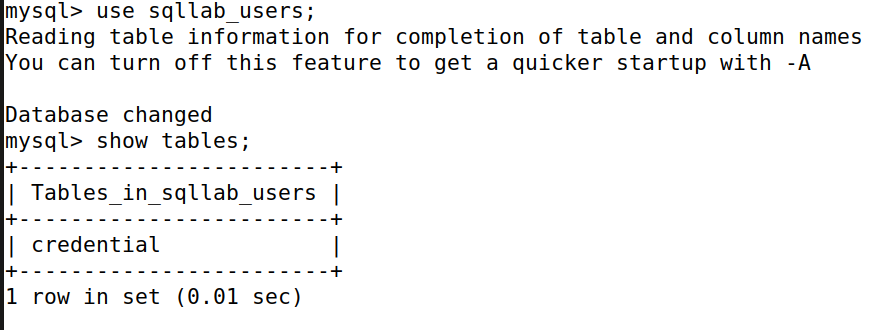 mysql> use sqllab_users;
Reading table information for completion of table and column names
You can turn off this feature to get a quicker startup with -A
Database changed
mysql> show tables;
+------------------------+
| Tables_in_sqllab_users |
+------------------------+
| credential             |
+------------------------+
1 row in set (0.01 sec)